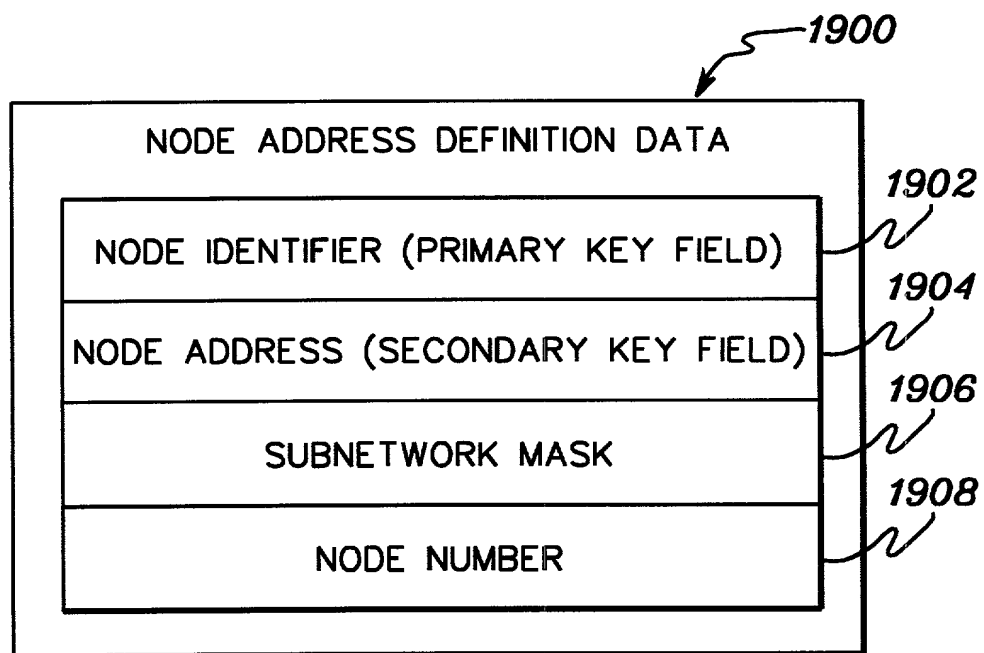 1900
NODE ADDRESS DEFINITION DATA
1902
NODE IDENTIFIER (PRIMARY KEY FIELD)
1904
NODE ADDRESS (SECONDARY KEY FIELD)
1906
SUBNETWORK MASK
1908
NODE NUMBER